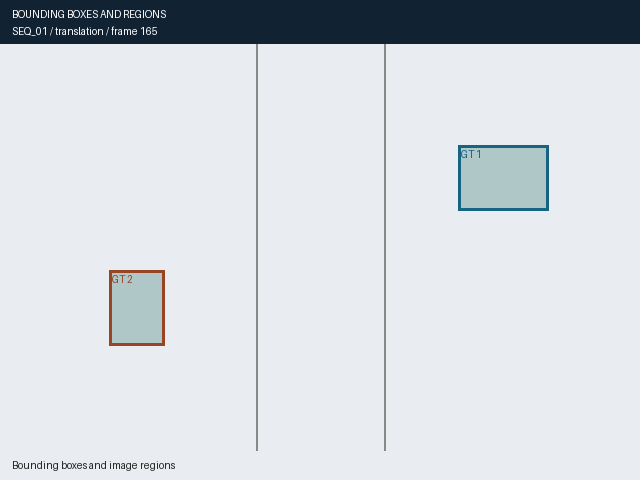 BOUNDING BOXES AND REGIONS
SEQ_01 / translation / frame 165
GT1
GT2
Bounding boxes and image regions